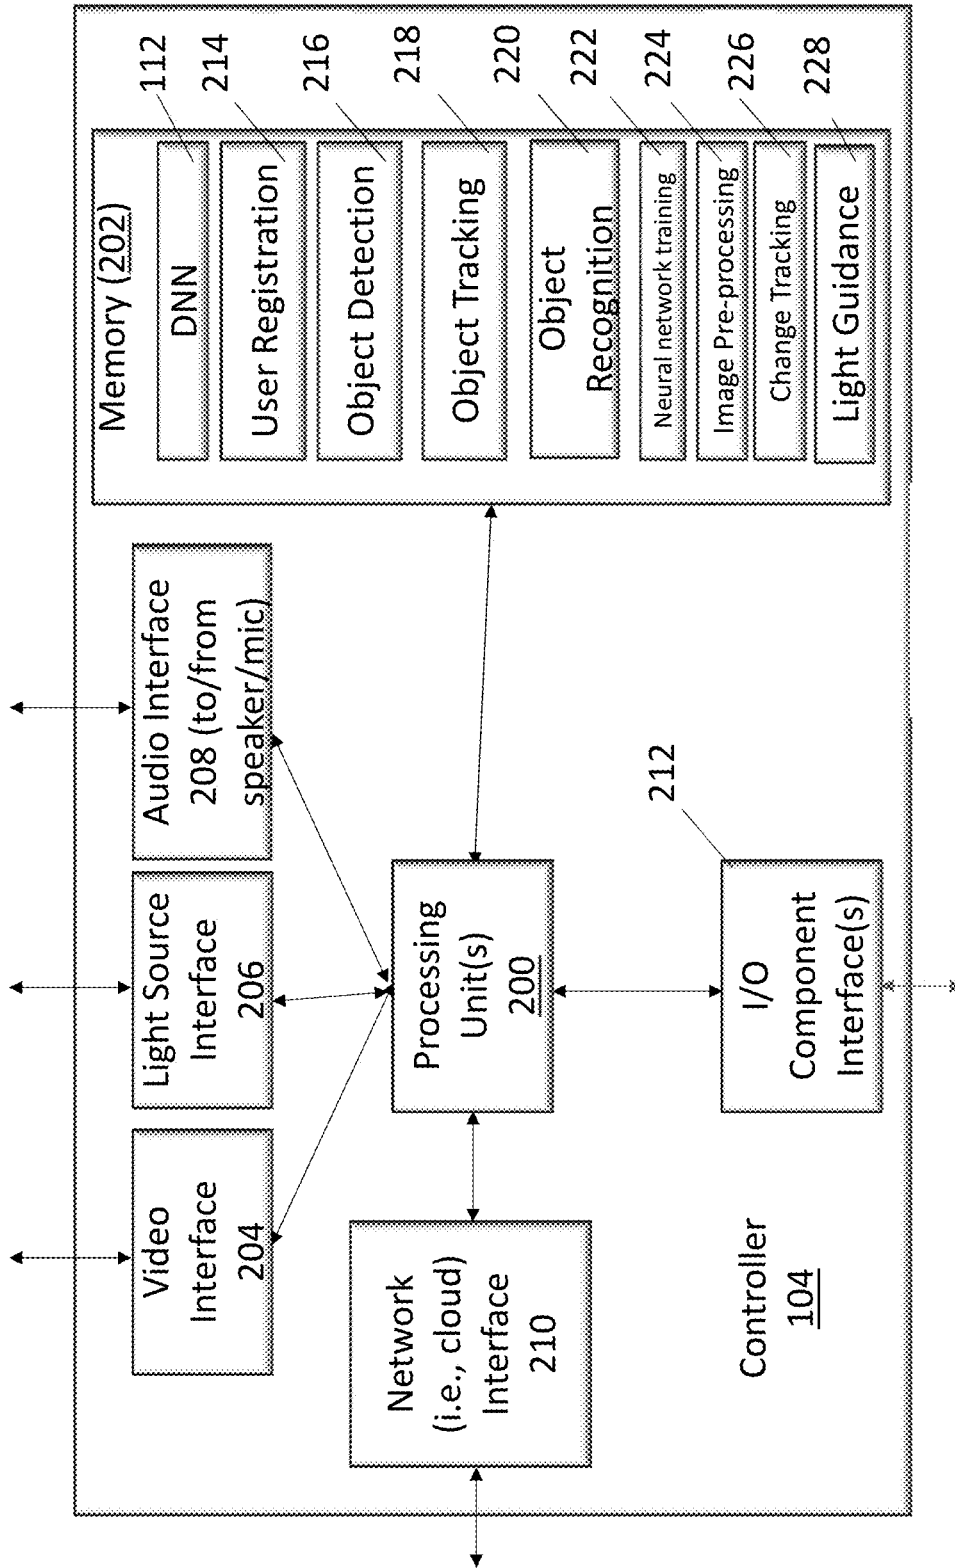 Video
Interface
204
Light Source
Interface
206
Audio Interface
208 (to/from
speaker/mic)
Network
(i.e., cloud)
Interface
210
Processing
Unit(s)
200
I/O
Component
Interface(s)
212
Controller
104
Memory (202)
DNN
112
User Registration
214
Object Detection
216
Object Tracking
218
Object
Recognition
220
Neural network training
222
Image Pre-processing
224
Change Tracking
226
Light Guidance
228